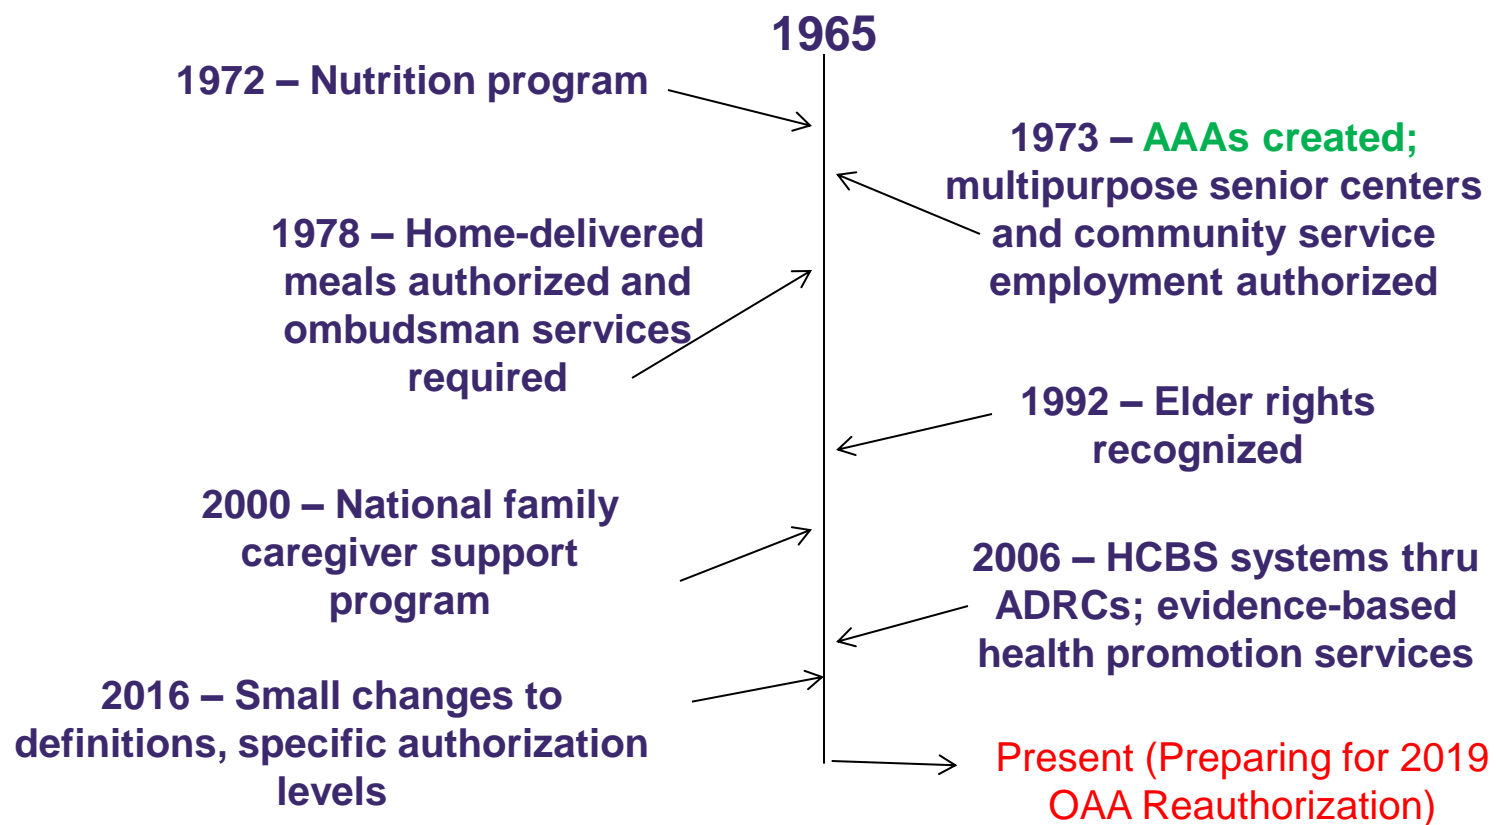 1965
1972 – Nutrition program
1973 – AAAs created;
multipurpose senior centers
and community service
employment authorized
1978 – Home-delivered
meals authorized and
ombudsman services
required
1992 – Elder rights
recognized
2000 – National family
caregiver support
program
2006 – HCBS systems thru
ADRCs; evidence-based
health promotion services
2016 – Small changes to
definitions, specific authorization
levels
Present (Preparing for 2019
OAA Reauthorization)